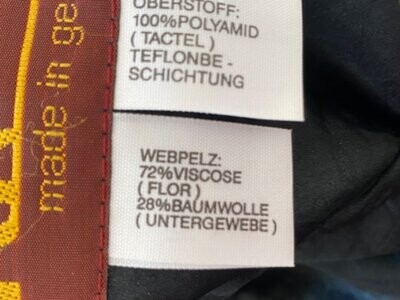 OBERSTOFF:
100%POLYAMID
( TACTEL )
TEFLONBE -
SCHICHTUNG
WEBPELZ:
72%VISCOSE
( FLOR )
28%BAUMWOLLE
( UNTERGEWEBE )
made in ge